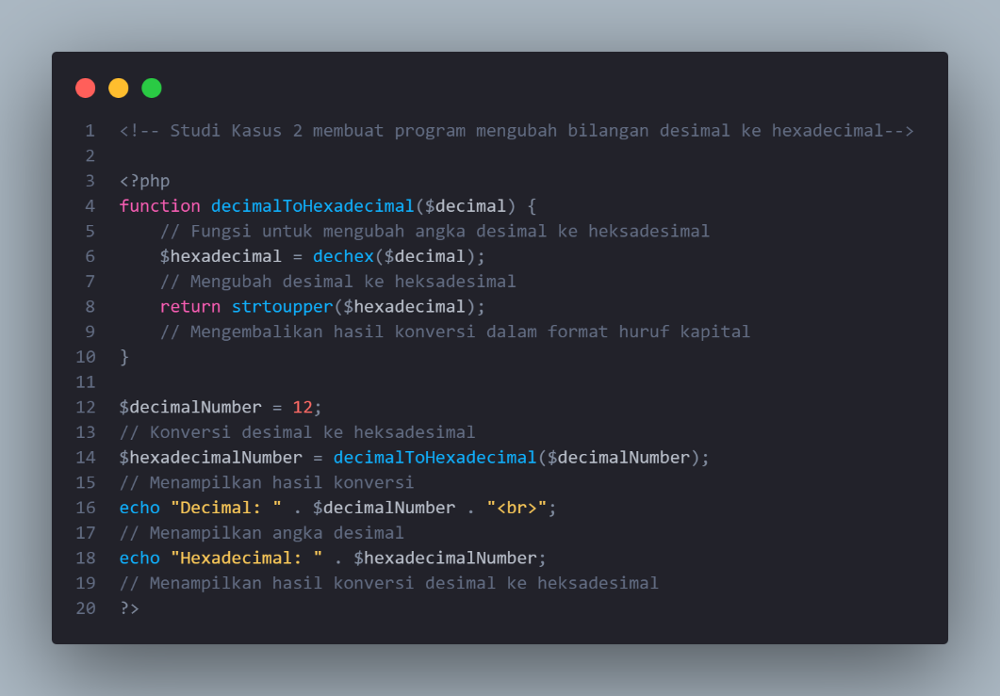 1 <!-- Studi Kasus 2 membuat program mengubah bilangan desimal ke hexadecimal-->
2
3 <?php
4 function decimalToHexadecimal($decimal) {
5     // Fungsi untuk mengubah angka desimal ke heksadesimal
6     $hexadecimal = dechex($decimal);
7     // Mengubah desimal ke heksadesimal
8     return strtoupper($hexadecimal);
9     // Mengembalikan hasil konversi dalam format huruf kapital
10 }
11
12 $decimalNumber = 12;
13 // Konversi desimal ke heksadesimal
14 $hexadecimalNumber = decimalToHexadecimal($decimalNumber);
15 // Menampilkan hasil konversi
16 echo "Decimal: " . $decimalNumber . "<br>";
17 // Menampilkan angka desimal
18 echo "Hexadecimal: " . $hexadecimalNumber;
19 // Menampilkan hasil konversi desimal ke heksadesimal
20 ?>